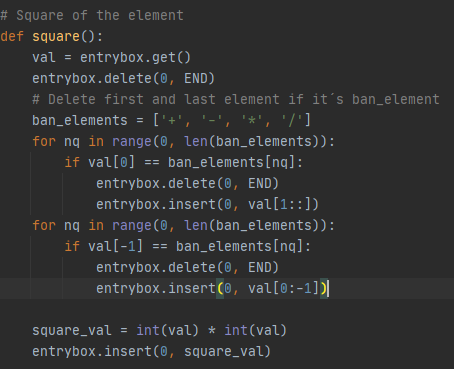 # Square of the element
def square():
    val = entrybox.get()
    entrybox.delete(0, END)
    # Delete first and last element if it´s ban_element
    ban_elements = ['+', '-', '*', '/']
    for nq in range(0, len(ban_elements)):
        if val[0] == ban_elements[nq]:
            entrybox.delete(0, END)
            entrybox.insert(0, val[1::])
    for nq in range(0, len(ban_elements)):
        if val[-1] == ban_elements[nq]:
            entrybox.delete(0, END)
            entrybox.insert(0, val[0:-1])
    square_val = int(val) * int(val)
    entrybox.insert(0, square_val)